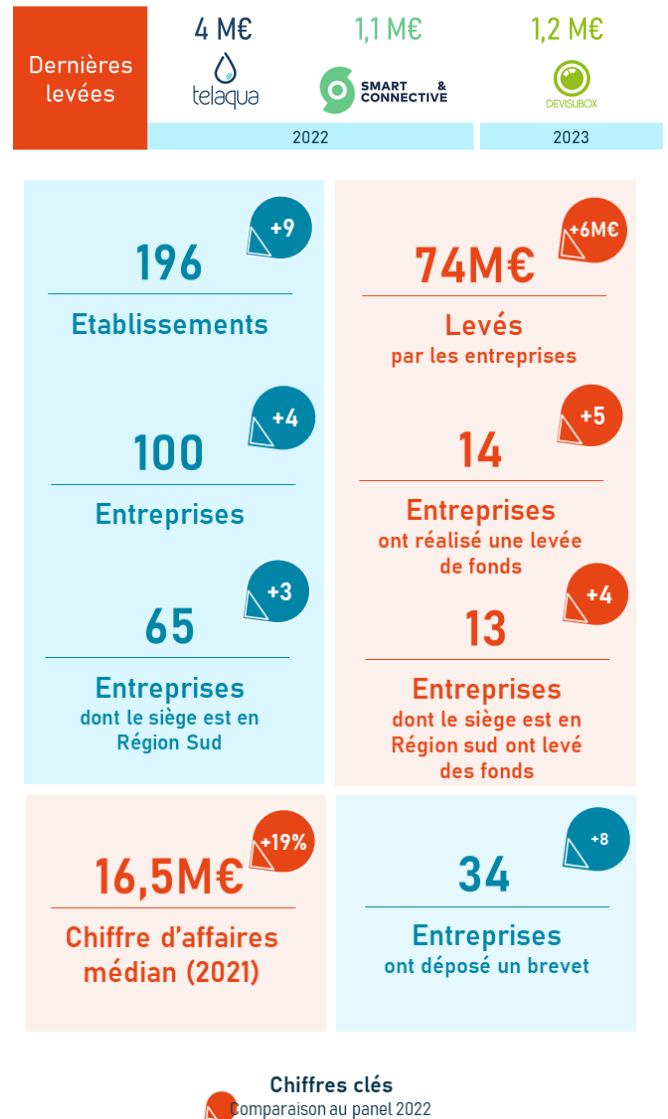 Dernières
levées
4 M€
telaqua
1,1 M€
SMART &
CONNECTIVE
1,2 M€
DEVISUBOX
2022
2023
+9
196
Etablissements
+4
100
Entreprises
+3
65
Entreprises
dont le siège est en
Région Sud
+6M€
74M€
Levés
par les entreprises
+5
14
Entreprises
ont réalisé une levée
de fonds
+4
13
Entreprises
dont le siège est en
Région sud ont levé
des fonds
+19%
16,5M€
Chiffre d'affaires
médian (2021)
+8
34
Entreprises
ont déposé un brevet
Chiffres clés
Comparaison au panel 2022